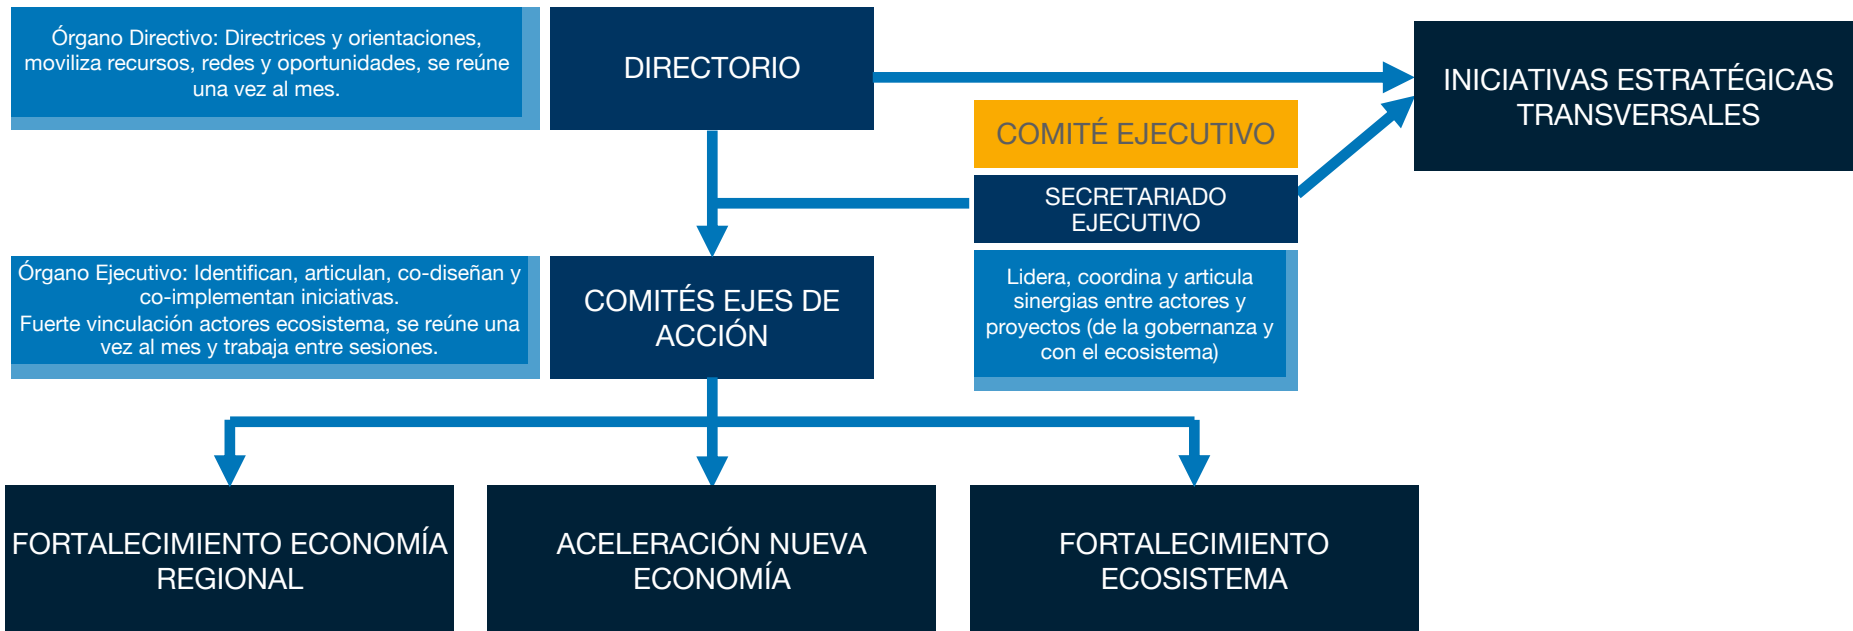 Órgano Directivo: Directrices y orientaciones,
moviliza recursos, redes y oportunidades, se reúne
una vez al mes.
DIRECTORIO
INICIATIVAS ESTRATÉGICAS
TRANSVERSALES
COMITÉ EJECUTIVO
SECRETARIADO
EJECUTIVO
Lidera, coordina y articula
sinergias entre actores y
proyectos (de la gobernanza y
con el ecosistema)
Órgano Ejecutivo: Identifican, articulan, co-diseñan y
co-implementan iniciativas.
Fuerte vinculación actores ecosistema, se reúne una
vez al mes y trabaja entre sesiones.
COMITÉS EJES DE
ACCIÓN
FORTALECIMIENTO ECONOMÍA
REGIONAL
ACELERACIÓN NUEVA
ECONOMÍA
FORTALECIMIENTO
ECOSISTEMA